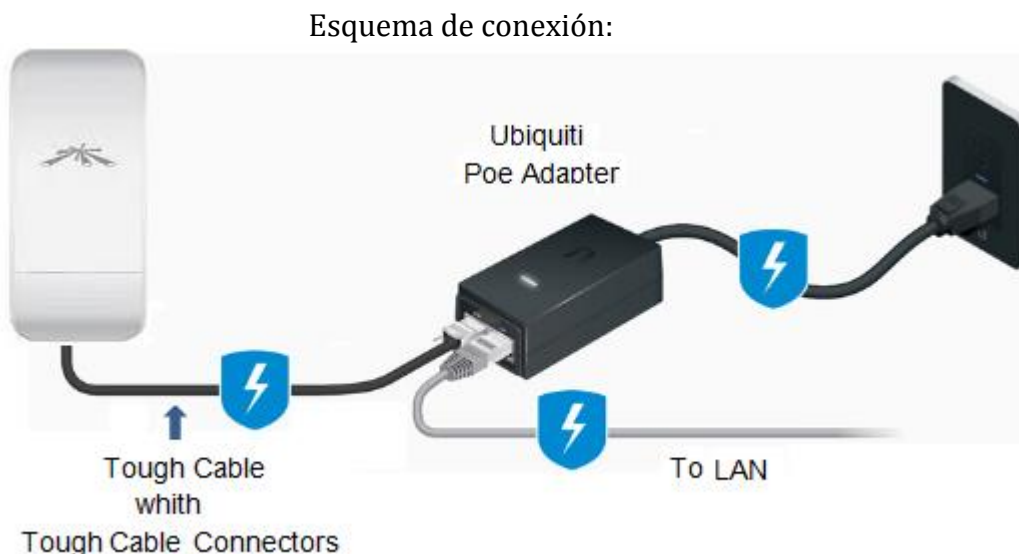 Esquema de conexión:
Ubiquiti
Poe Adapter
Tough Cable
whith
Tough Cable Connectors
To LAN